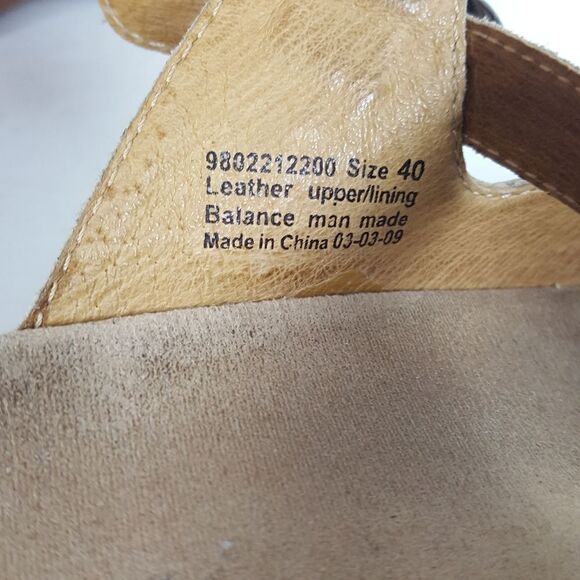 9802212200 Size 40
Leather upper/lining
Balance man made
Made in China 03-03-09